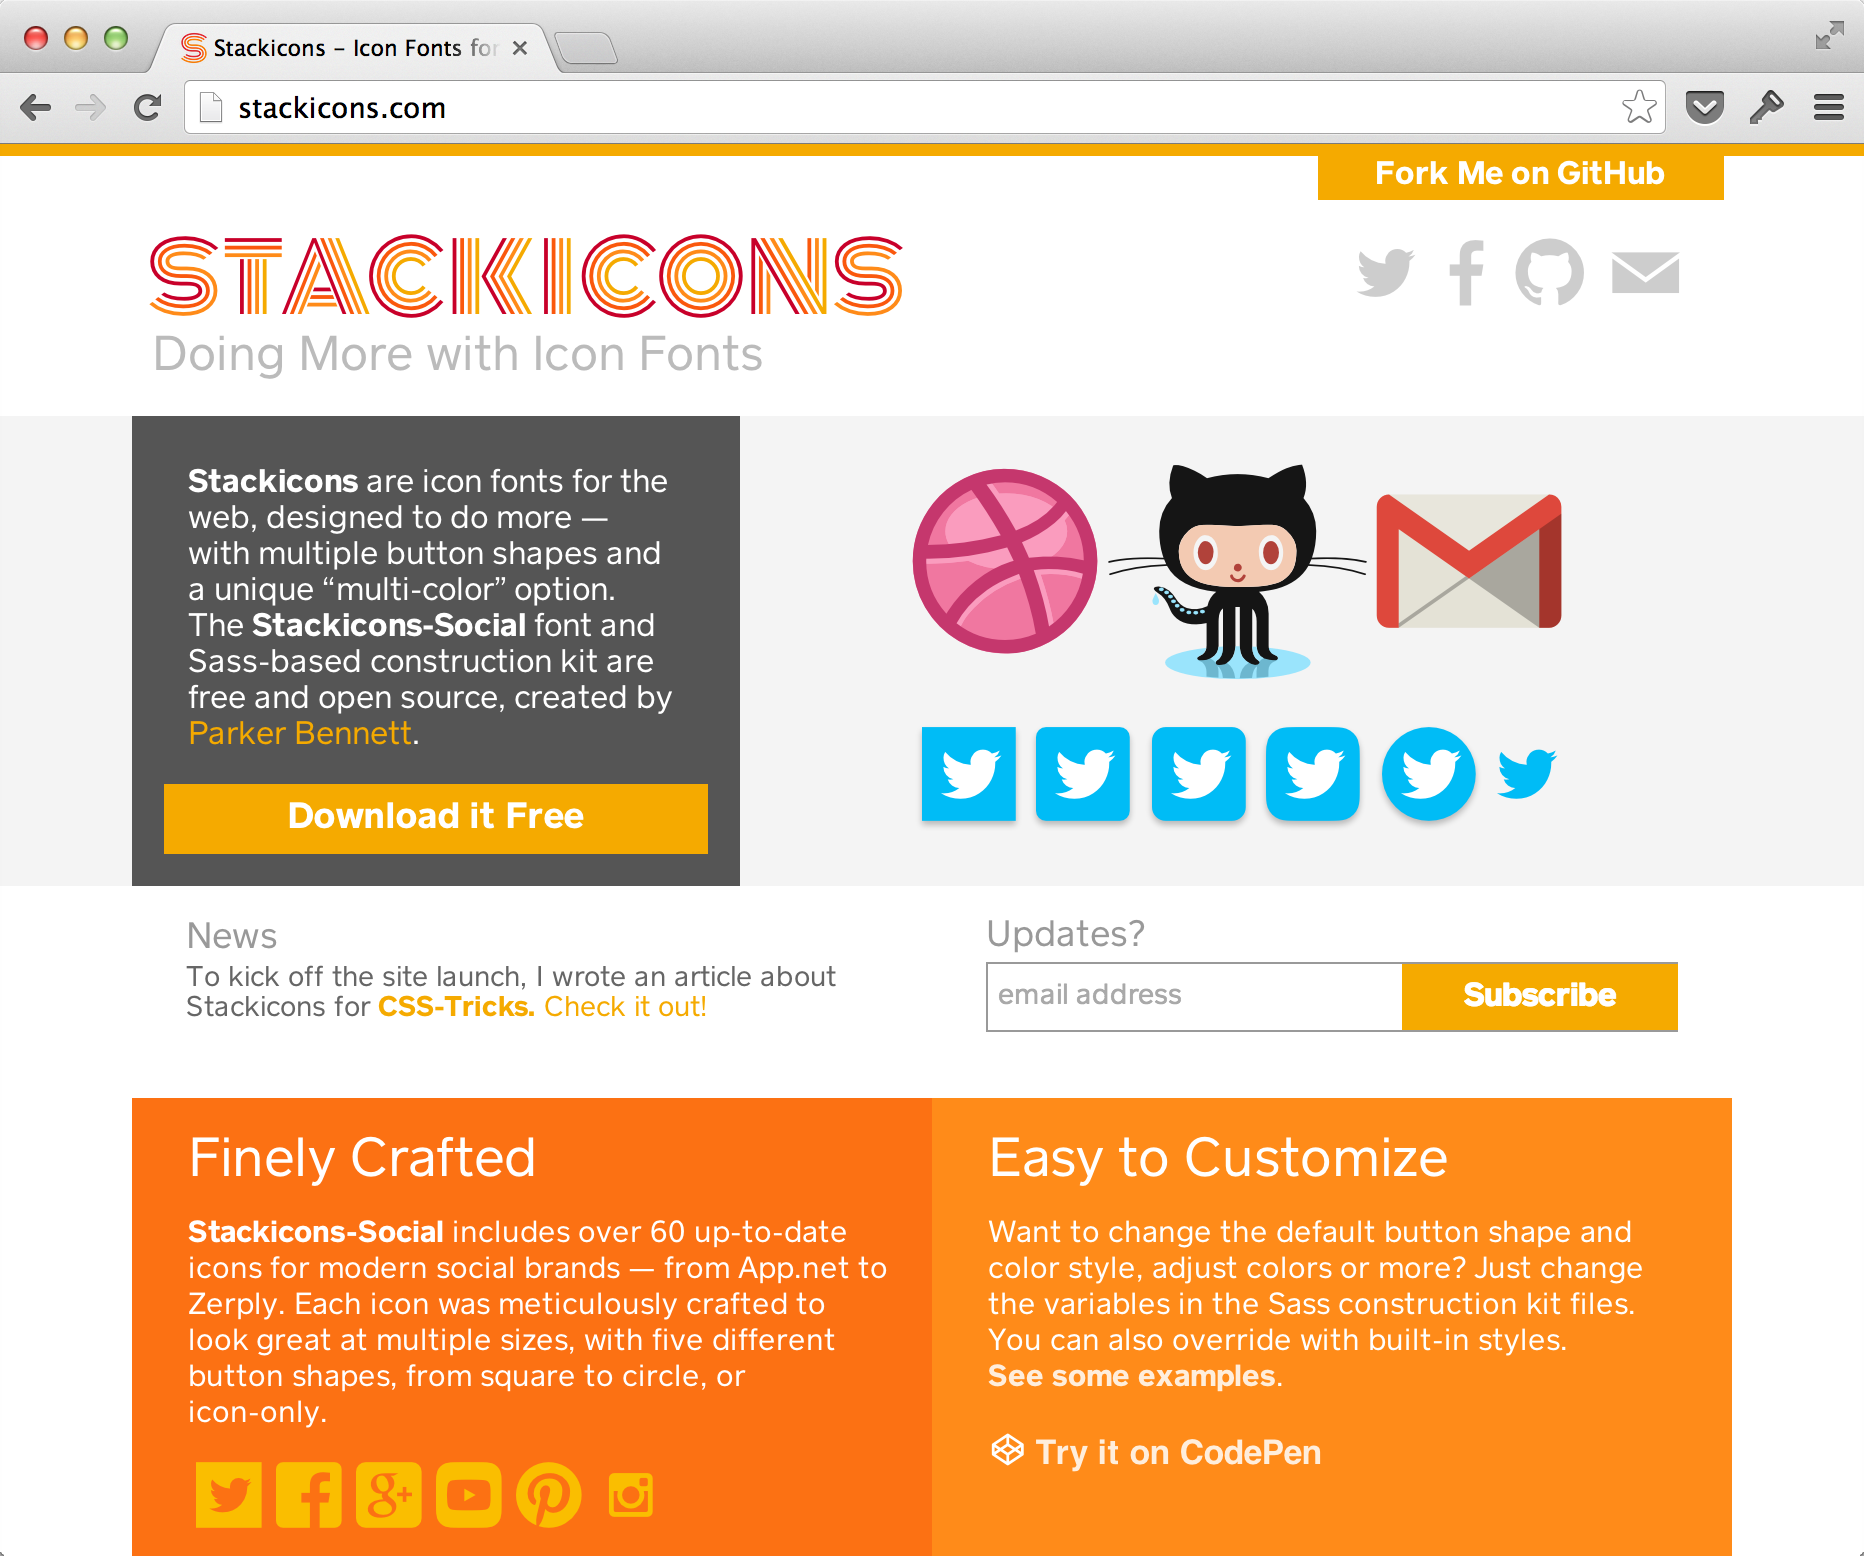 Stackicons – Icon Fonts for
stackicons.com
Fork Me on GitHub
STACKICONS
Doing More with Icon Fonts
Stackicons are icon fonts for the
web, designed to do more —
with multiple button shapes and
a unique “multi-color” option.
The Stackicons-Social font and
Sass-based construction kit are
free and open source, created by
Parker Bennett.
Download it Free
News
To kick off the site launch, I wrote an article about
Stackicons for CSS-Tricks. Check it out!
Updates?
email address
Subscribe
Finely Crafted
Stackicons-Social includes over 60 up-to-date
icons for modern social brands — from App.net to
Zerply. Each icon was meticulously crafted to
look great at multiple sizes, with five different
button shapes, from square to circle, or
icon-only.
Easy to Customize
Want to change the default button shape and
color style, adjust colors or more? Just change
the variables in the Sass construction kit files.
You can also override with built-in styles.
See some examples.
Try it on CodePen